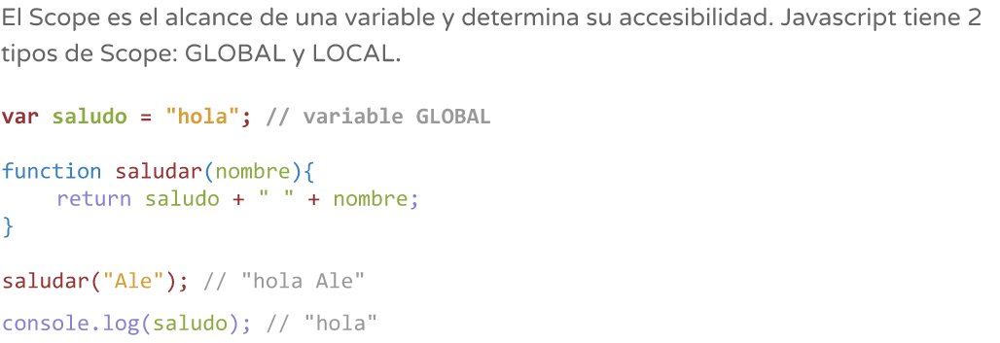 El Scope es el alcance de una variable y determina su accesibilidad. Javascript tiene 2
tipos de Scope: GLOBAL y LOCAL.
var saludo = "hola"; // variable GLOBAL
function saludar(nombre){
    return saludo + " " + nombre;
}
saludar("Ale"); // "hola Ale"
console.log(saludo); // "hola"